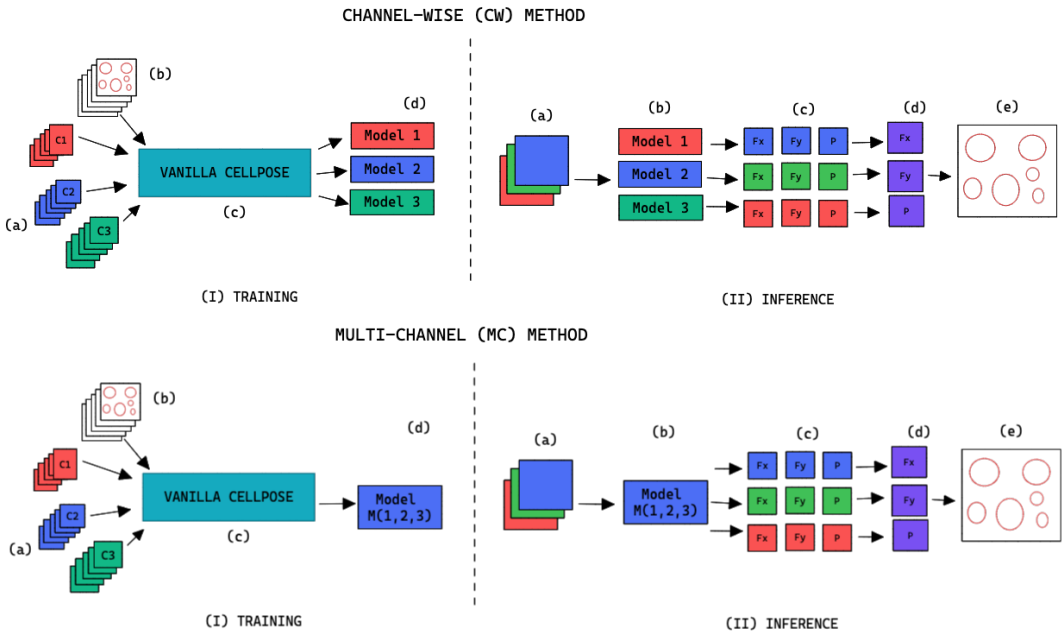 CHANNEL-WISE (CW) METHOD
(b)
C1
C2
(a)
C3
VANILLA CELLPOSE
(c)
(d)
Model 1
Model 2
Model 3
(I) TRAINING
(a)
(b)
Model 1
Model 2
Model 3
(c)
Fx Fy P
Fx Fy P
Fx Fy P
(d)
Fx
Fy
P
(e)
(II) INFERENCE
MULTI-CHANNEL (MC) METHOD
(b)
C1
C2
(a)
C3
VANILLA CELLPOSE
(c)
(d)
Model
M(1,2,3)
(I) TRAINING
(a)
(b)
Model
M(1,2,3)
(c)
Fx Fy P
Fx Fy P
Fx Fy P
(d)
Fx
Fy
P
(e)
(II) INFERENCE